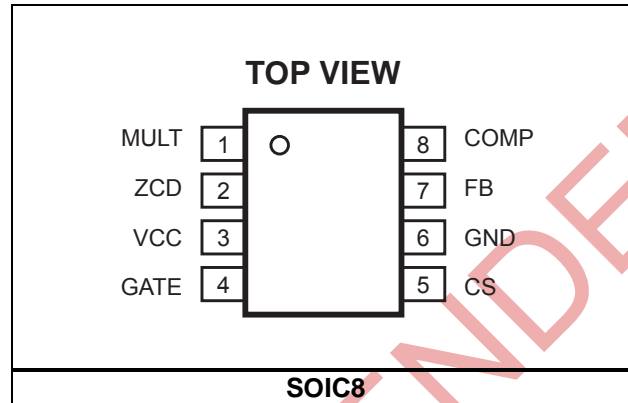 TOP VIEW
MULT 1 8 COMP
ZCD 2 7 FB
VCC 3 6 GND
GATE 4 5 CS
SOIC8